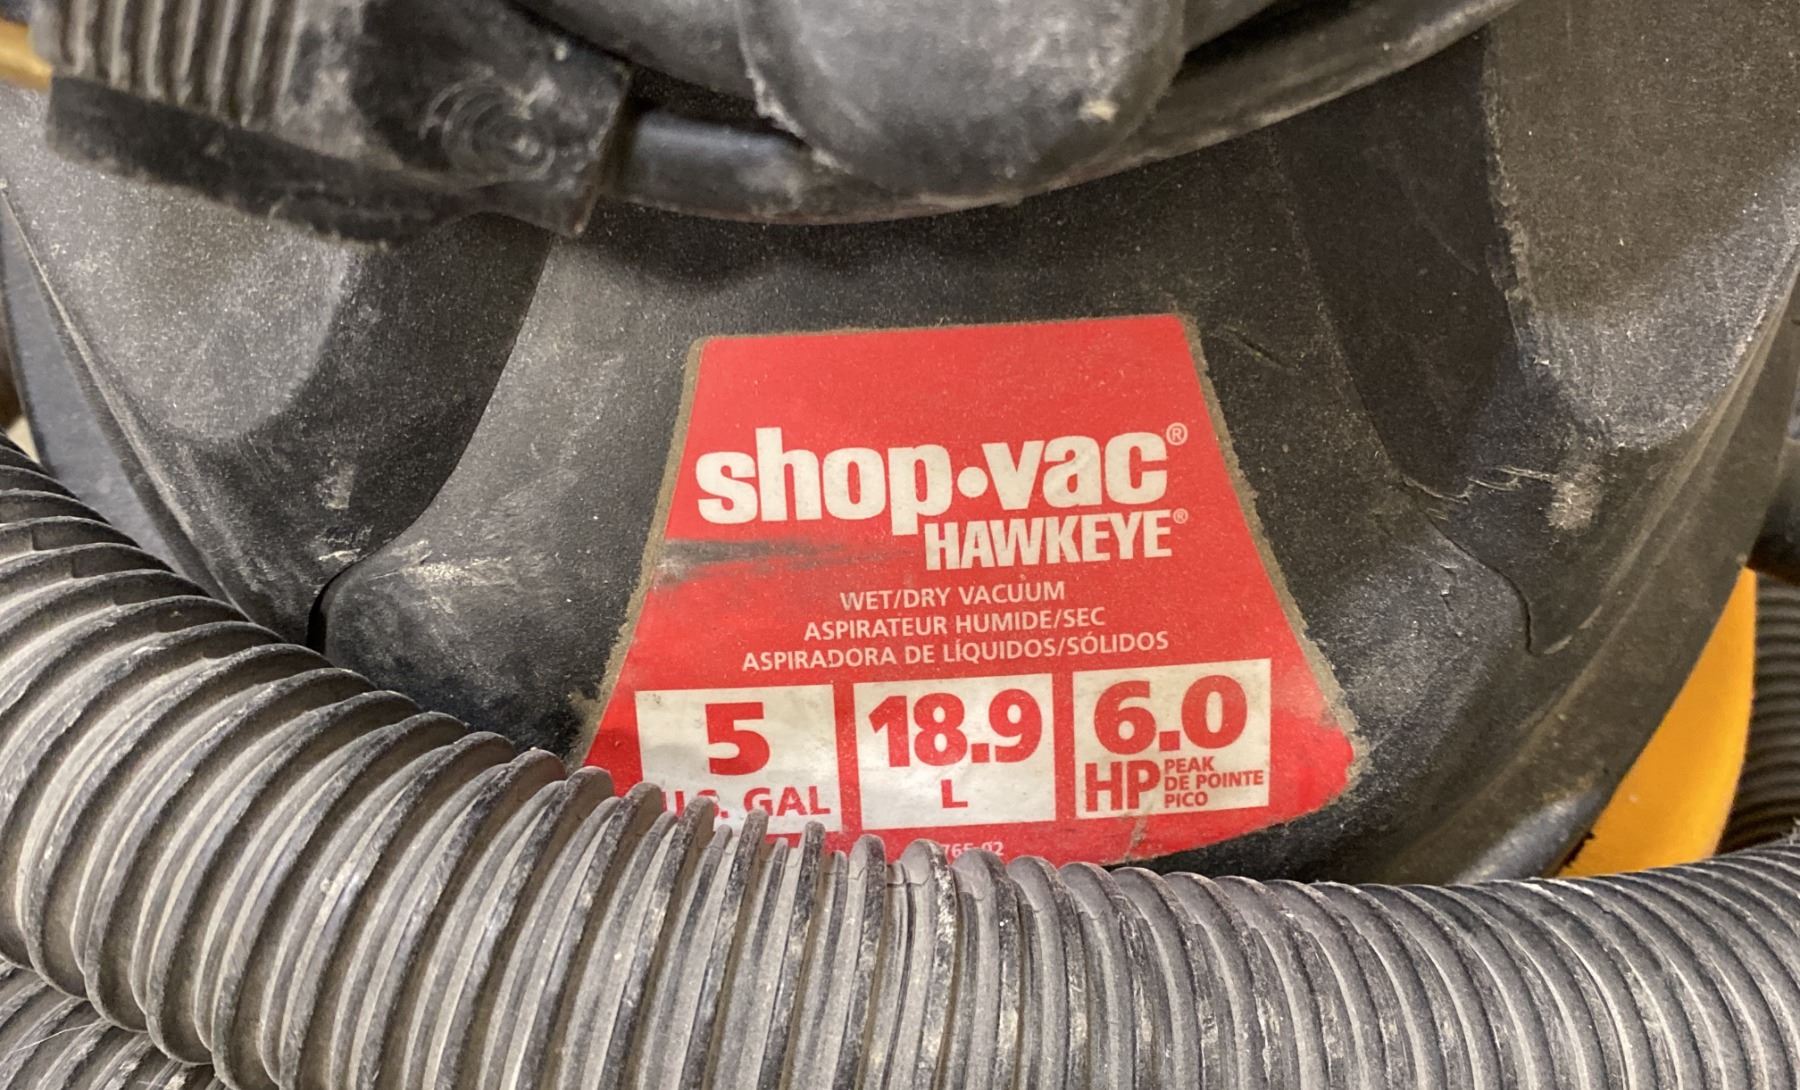 shop·vac®
HAWKEYE®
WET/DRY VACUUM
ASPIRATEUR HUMIDE/SEC
ASPIRADORA DE LÍQUIDOS/SÓLIDOS
5
U.S. GAL
18.9
L
6.0
HP PEAK
DE POINTE
PICO